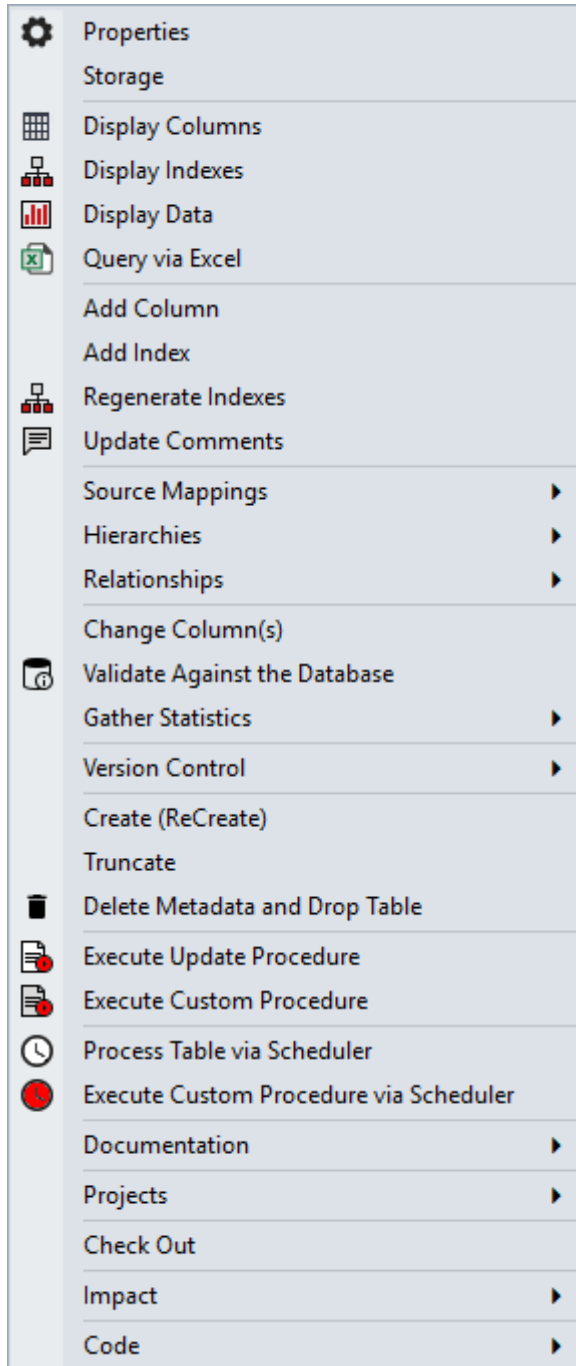 Properties
Storage
Display Columns
Display Indexes
Display Data
Query via Excel
Add Column
Add Index
Regenerate Indexes
Update Comments
Source Mappings
Hierarchies
Relationships
Change Column(s)
Validate Against the Database
Gather Statistics
Version Control
Create (ReCreate)
Truncate
Delete Metadata and Drop Table
Execute Update Procedure
Execute Custom Procedure
Process Table via Scheduler
Execute Custom Procedure via Scheduler
Documentation
Projects
Check Out
Impact
Code